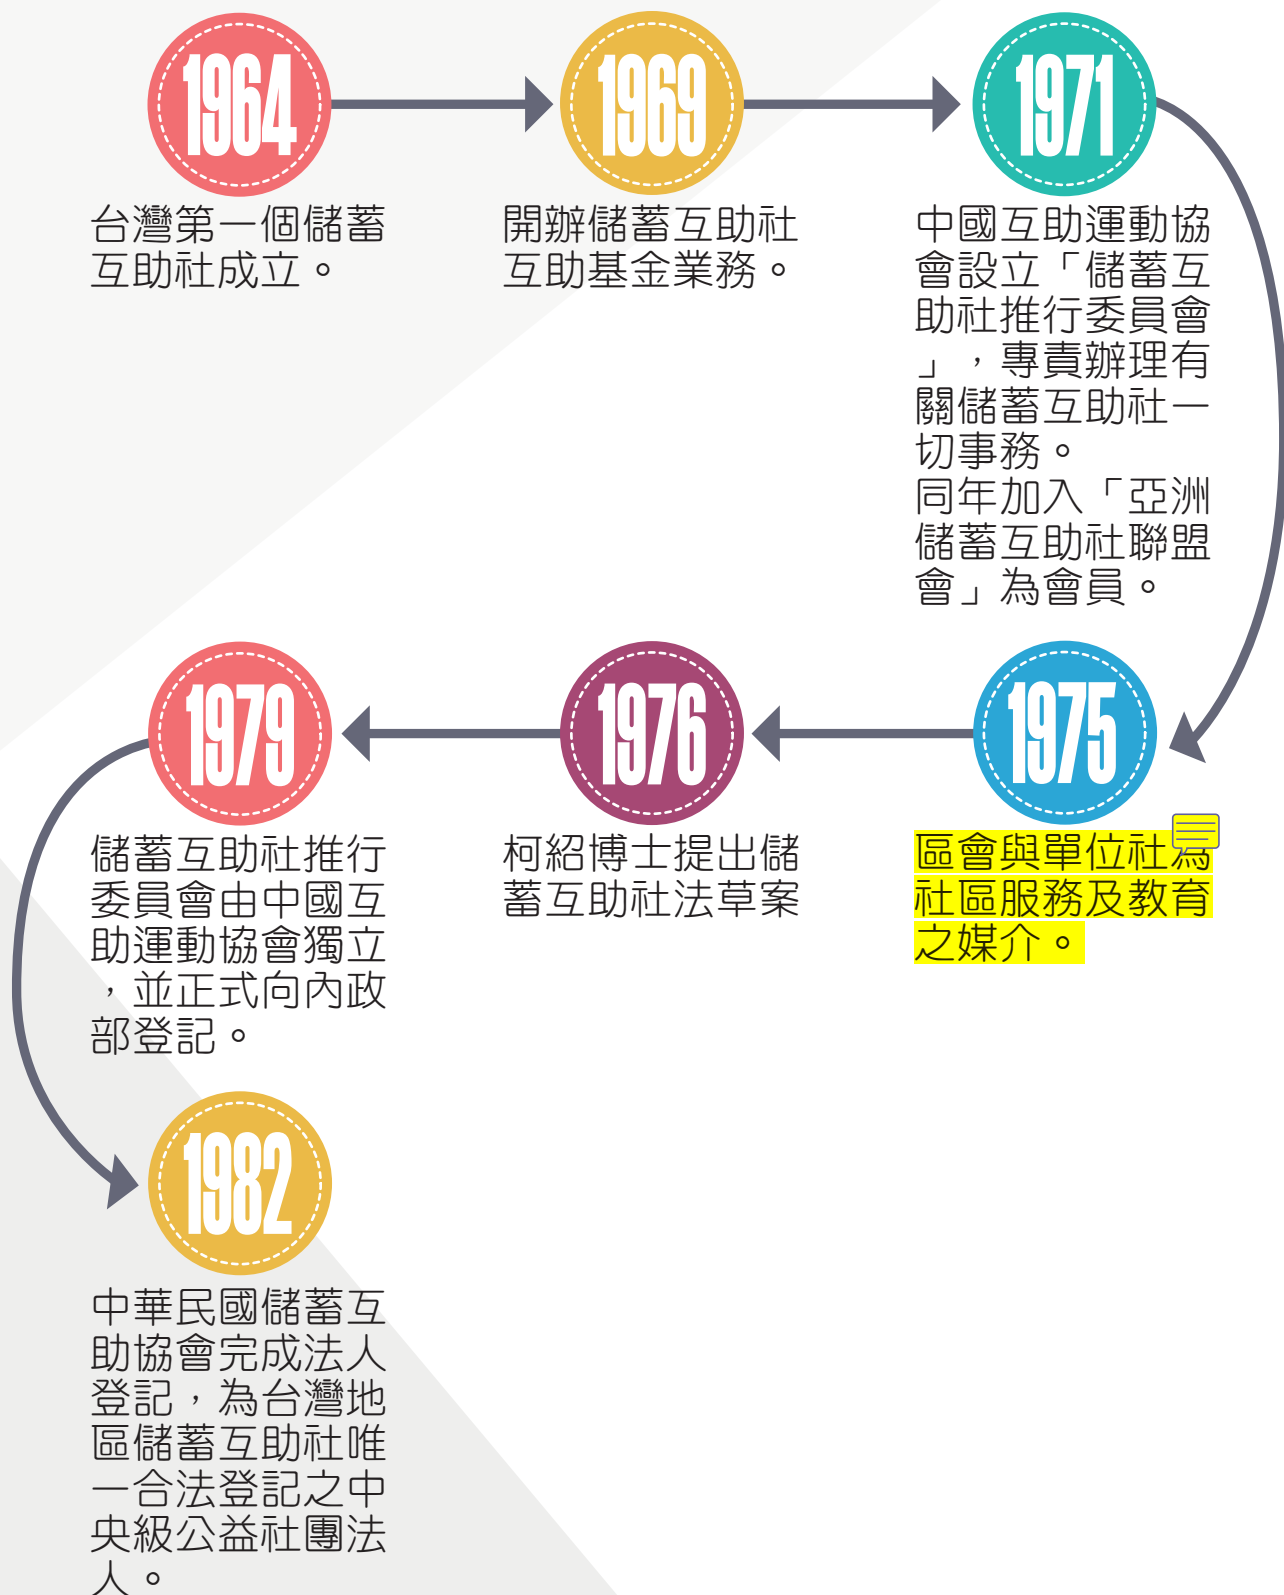 1964
台灣第一個儲蓄
互助社成立。
1969
開辦儲蓄互助社
互助基金業務。
1971
中國互助運動協
會設立「儲蓄互
助社推行委員會
」，專責辦理有
關儲蓄互助社一
切事務。
同年加入「亞洲
儲蓄互助社聯盟
會」為會員。
1975
區會與單位社為
社區服務及教育
之媒介。
1976
柯紹博士提出儲
蓄互助社法草案
1979
儲蓄互助社推行
委員會由中國互
助運動協會獨立
，並正式向內政
部登記。
1982
中華民國儲蓄互
助協會完成法人
登記，為台灣地
區儲蓄互助社唯
一合法登記之中
央級公益社團法
人。